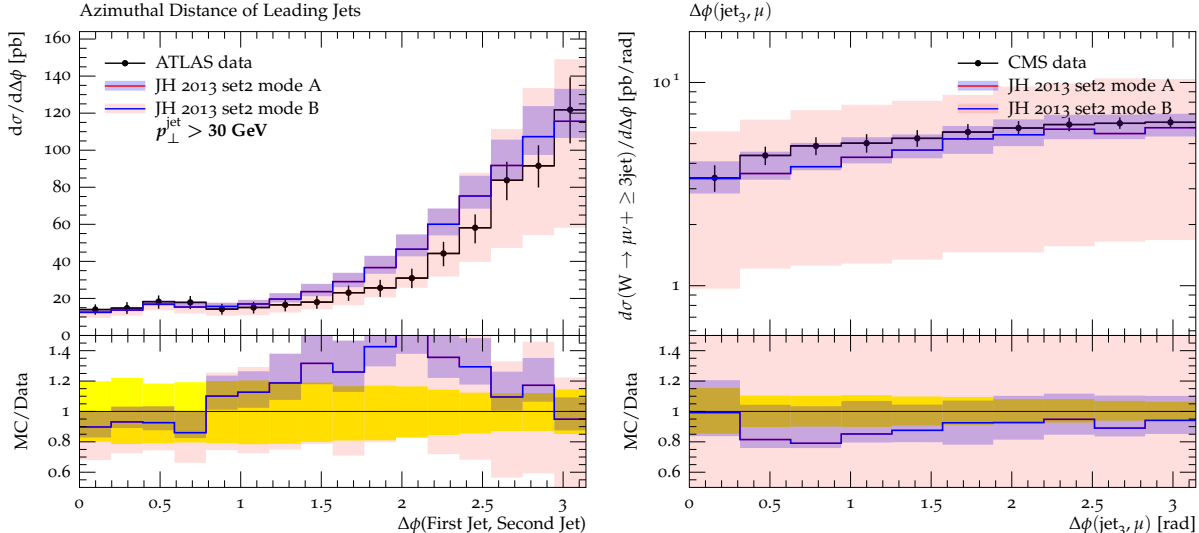 Azimuthal Distance of Leading Jets
dσ/dΔϕ [pb]
160
140
120
100
80
60
40
20
0
ATLAS data
JH 2013 set2 mode A
JH 2013 set2 mode B
p⊥^jet > 30 GeV
MC/Data
1.4
1.2
1
0.8
0.6
0 0.5 1 1.5 2 2.5 3
Δϕ(First Jet, Second Jet)
Δϕ(jet₃, μ)
dσ(W → μν+ ≥ 3jet)/dΔϕ [pb/rad]
10¹
1
CMS data
JH 2013 set2 mode A
JH 2013 set2 mode B
MC/Data
1.4
1.2
1
0.8
0.6
0 0.5 1 1.5 2 2.5 3
Δϕ(jet₃, μ) [rad]